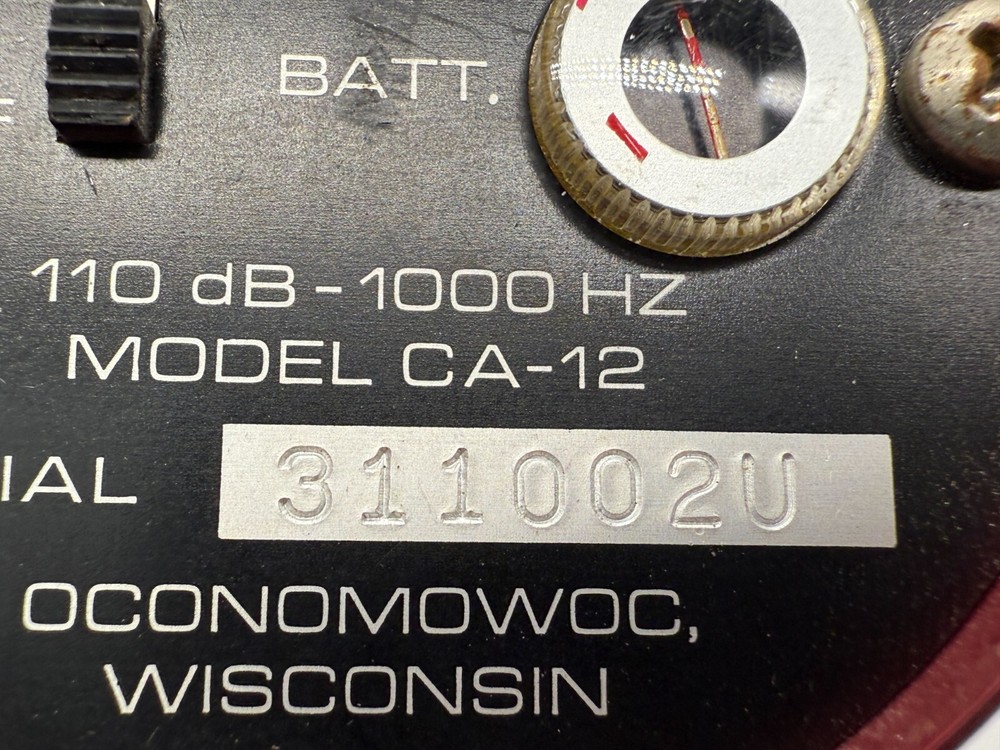 BATT.
110 dB-1000 HZ
MODEL CA-12
IAL 311002U
OCONOMOWOC,
WISCONSIN